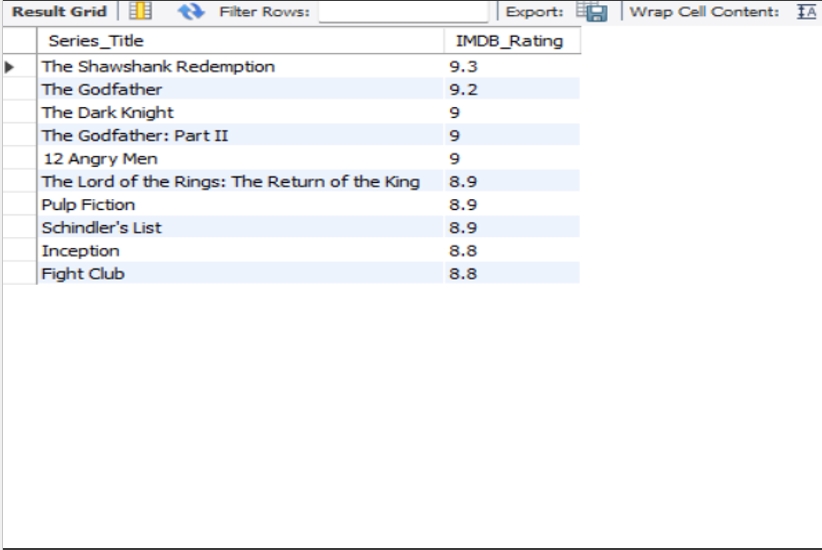 Result Grid Filter Rows: Export: Wrap Cell Content: IA
Series_Title IMDB_Rating
The Shawshank Redemption 9.3
The Godfather 9.2
The Dark Knight 9
The Godfather: Part II 9
12 Angry Men 9
The Lord of the Rings: The Return of the King 8.9
Pulp Fiction 8.9
Schindler's List 8.9
Inception 8.8
Fight Club 8.8